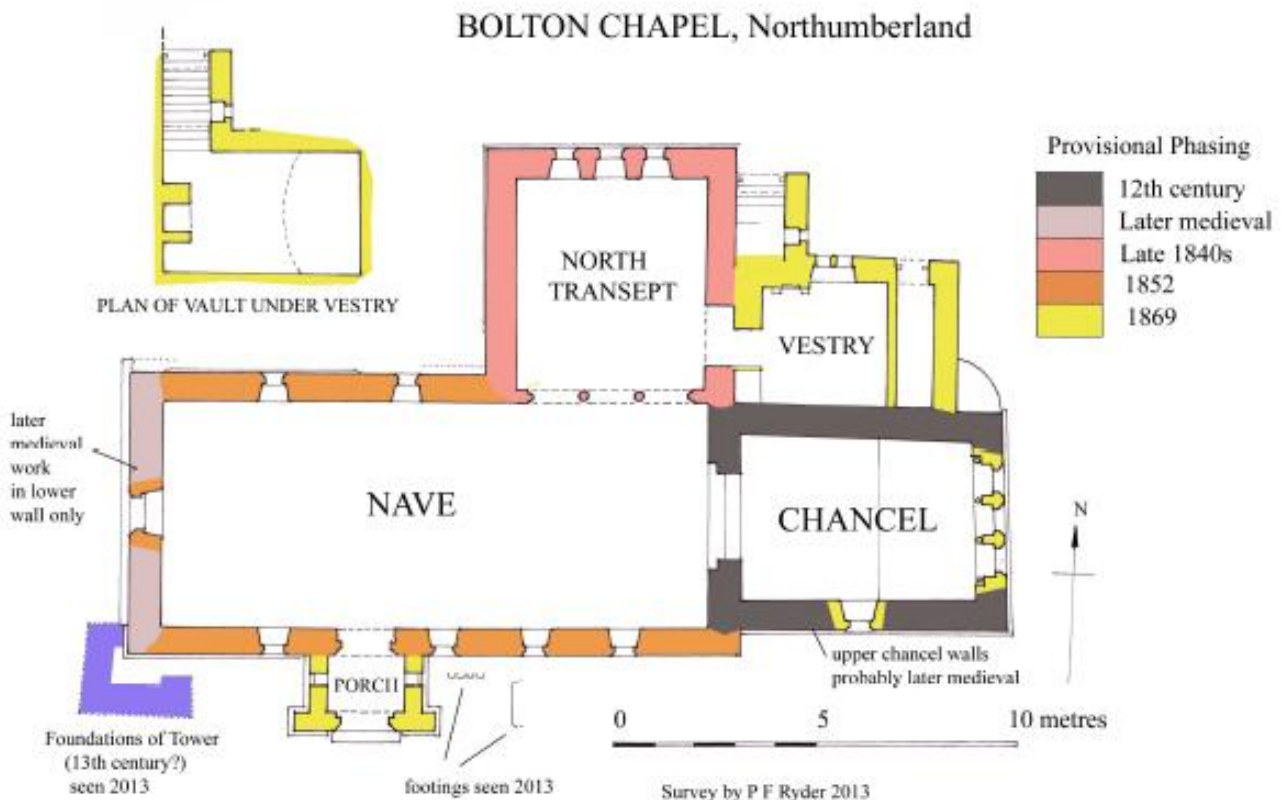 BOLTON CHAPEL, Northumberland
PLAN OF VAULT UNDER VESTRY
Provisional Phasing
12th century
Later medieval
Late 1840s
1852
1869
NORTH
TRANSEPT
VESTRY
later
medieval
work
in lower
wall only
NAVE
CHANCEL
N
PORCH
upper chancel walls
probably later medieval
Foundations of Tower
(13th century?)
seen 2013
footings seen 2013
0 5 10 metres
Survey by P F Ryder 2013